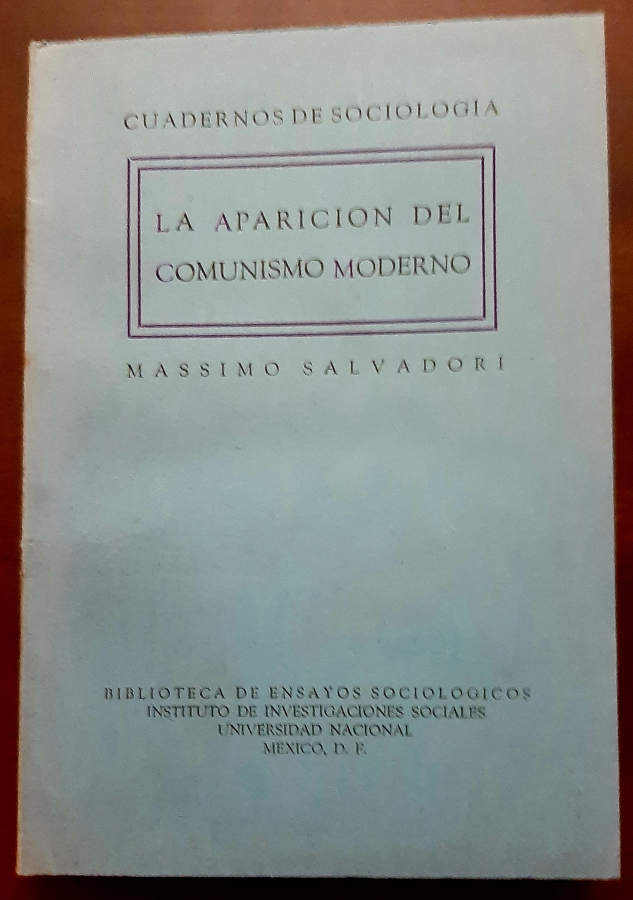 CUADERNOS DE SOCIOLOGIA
LA APARICION DEL
COMUNISMO MODERNO
MASSIMO SALVADORI
BIBLIOTECA DE ENSAYOS SOCIOLOGICOS
INSTITUTO DE INVESTIGACIONES SOCIALES
UNIVERSIDAD NACIONAL
MEXICO, D. F.